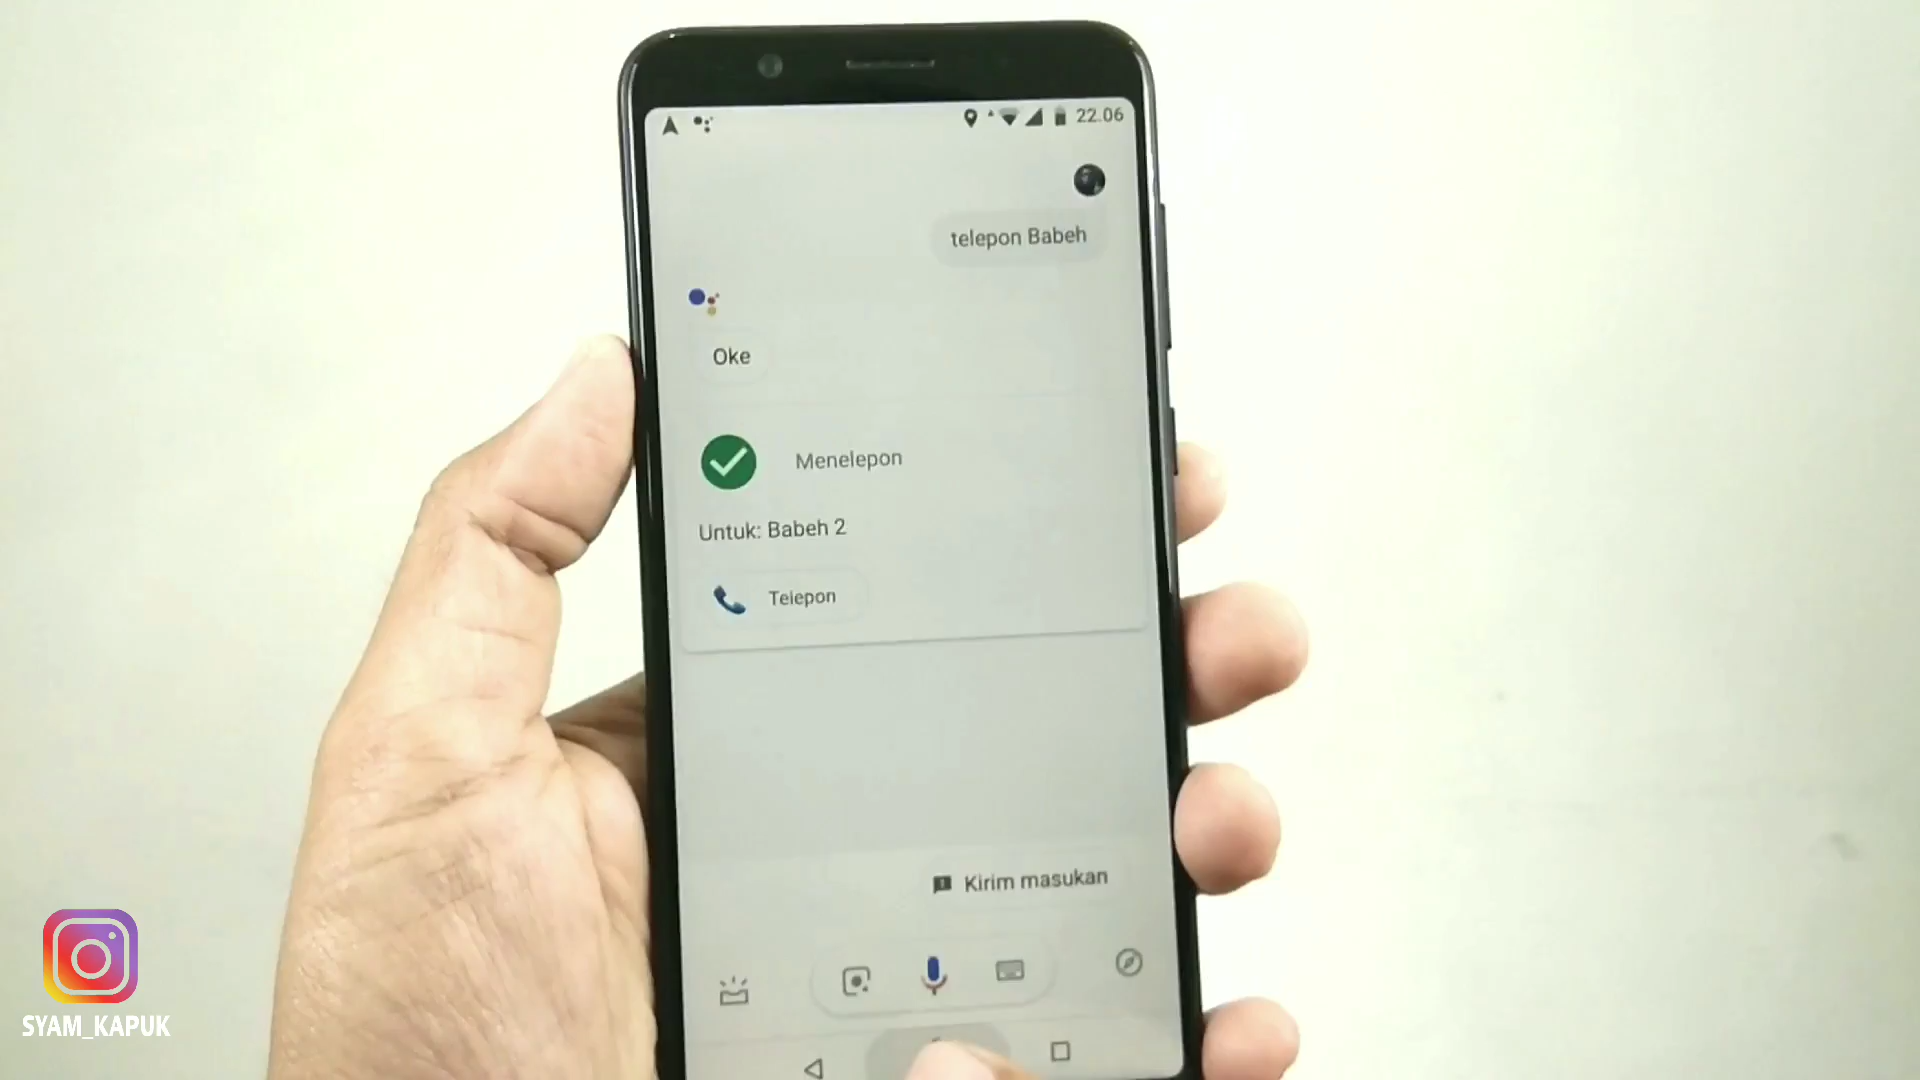 22.06
telepon Babeh
Oke
Menelepon
Untuk: Babeh 2
Telepon
Kirim masukan
SYAM_KAPUK